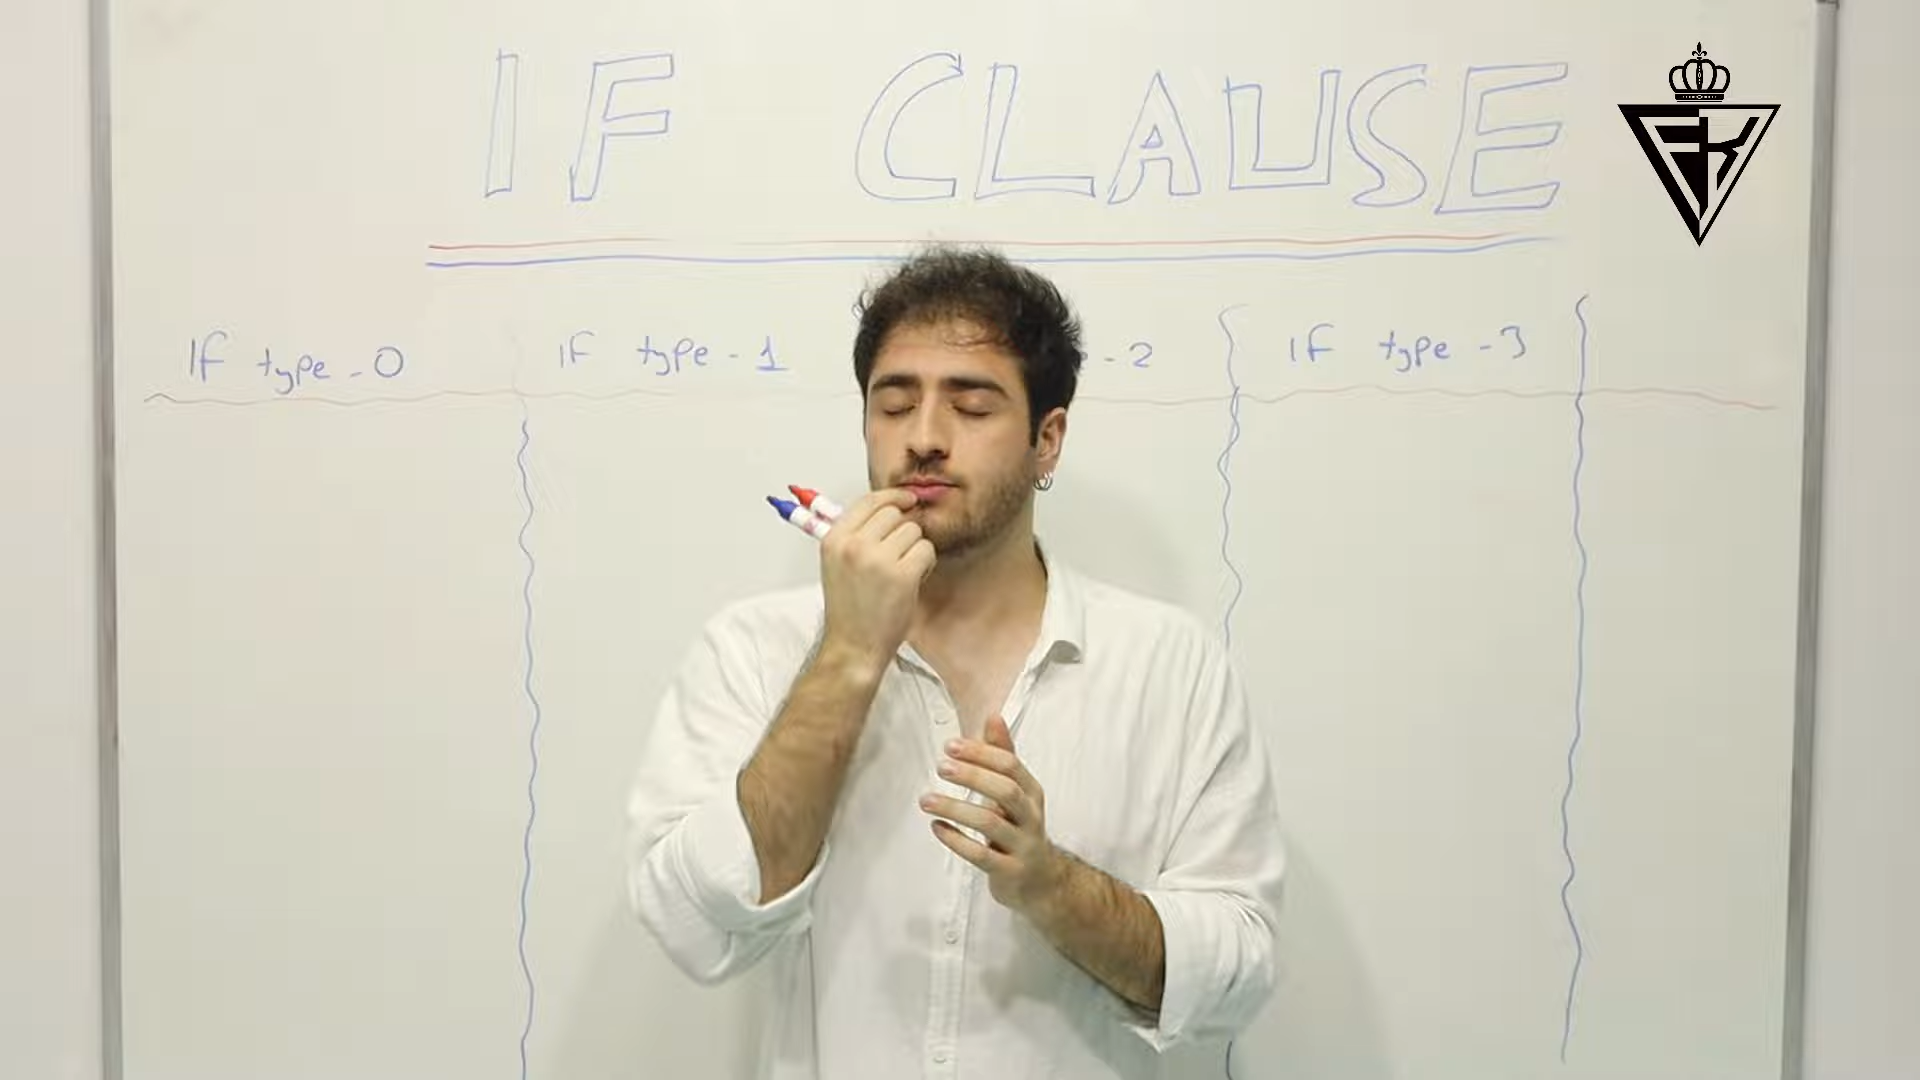 IF CLAUSE
If type - 0
If type - 1
- 2
If type - 3